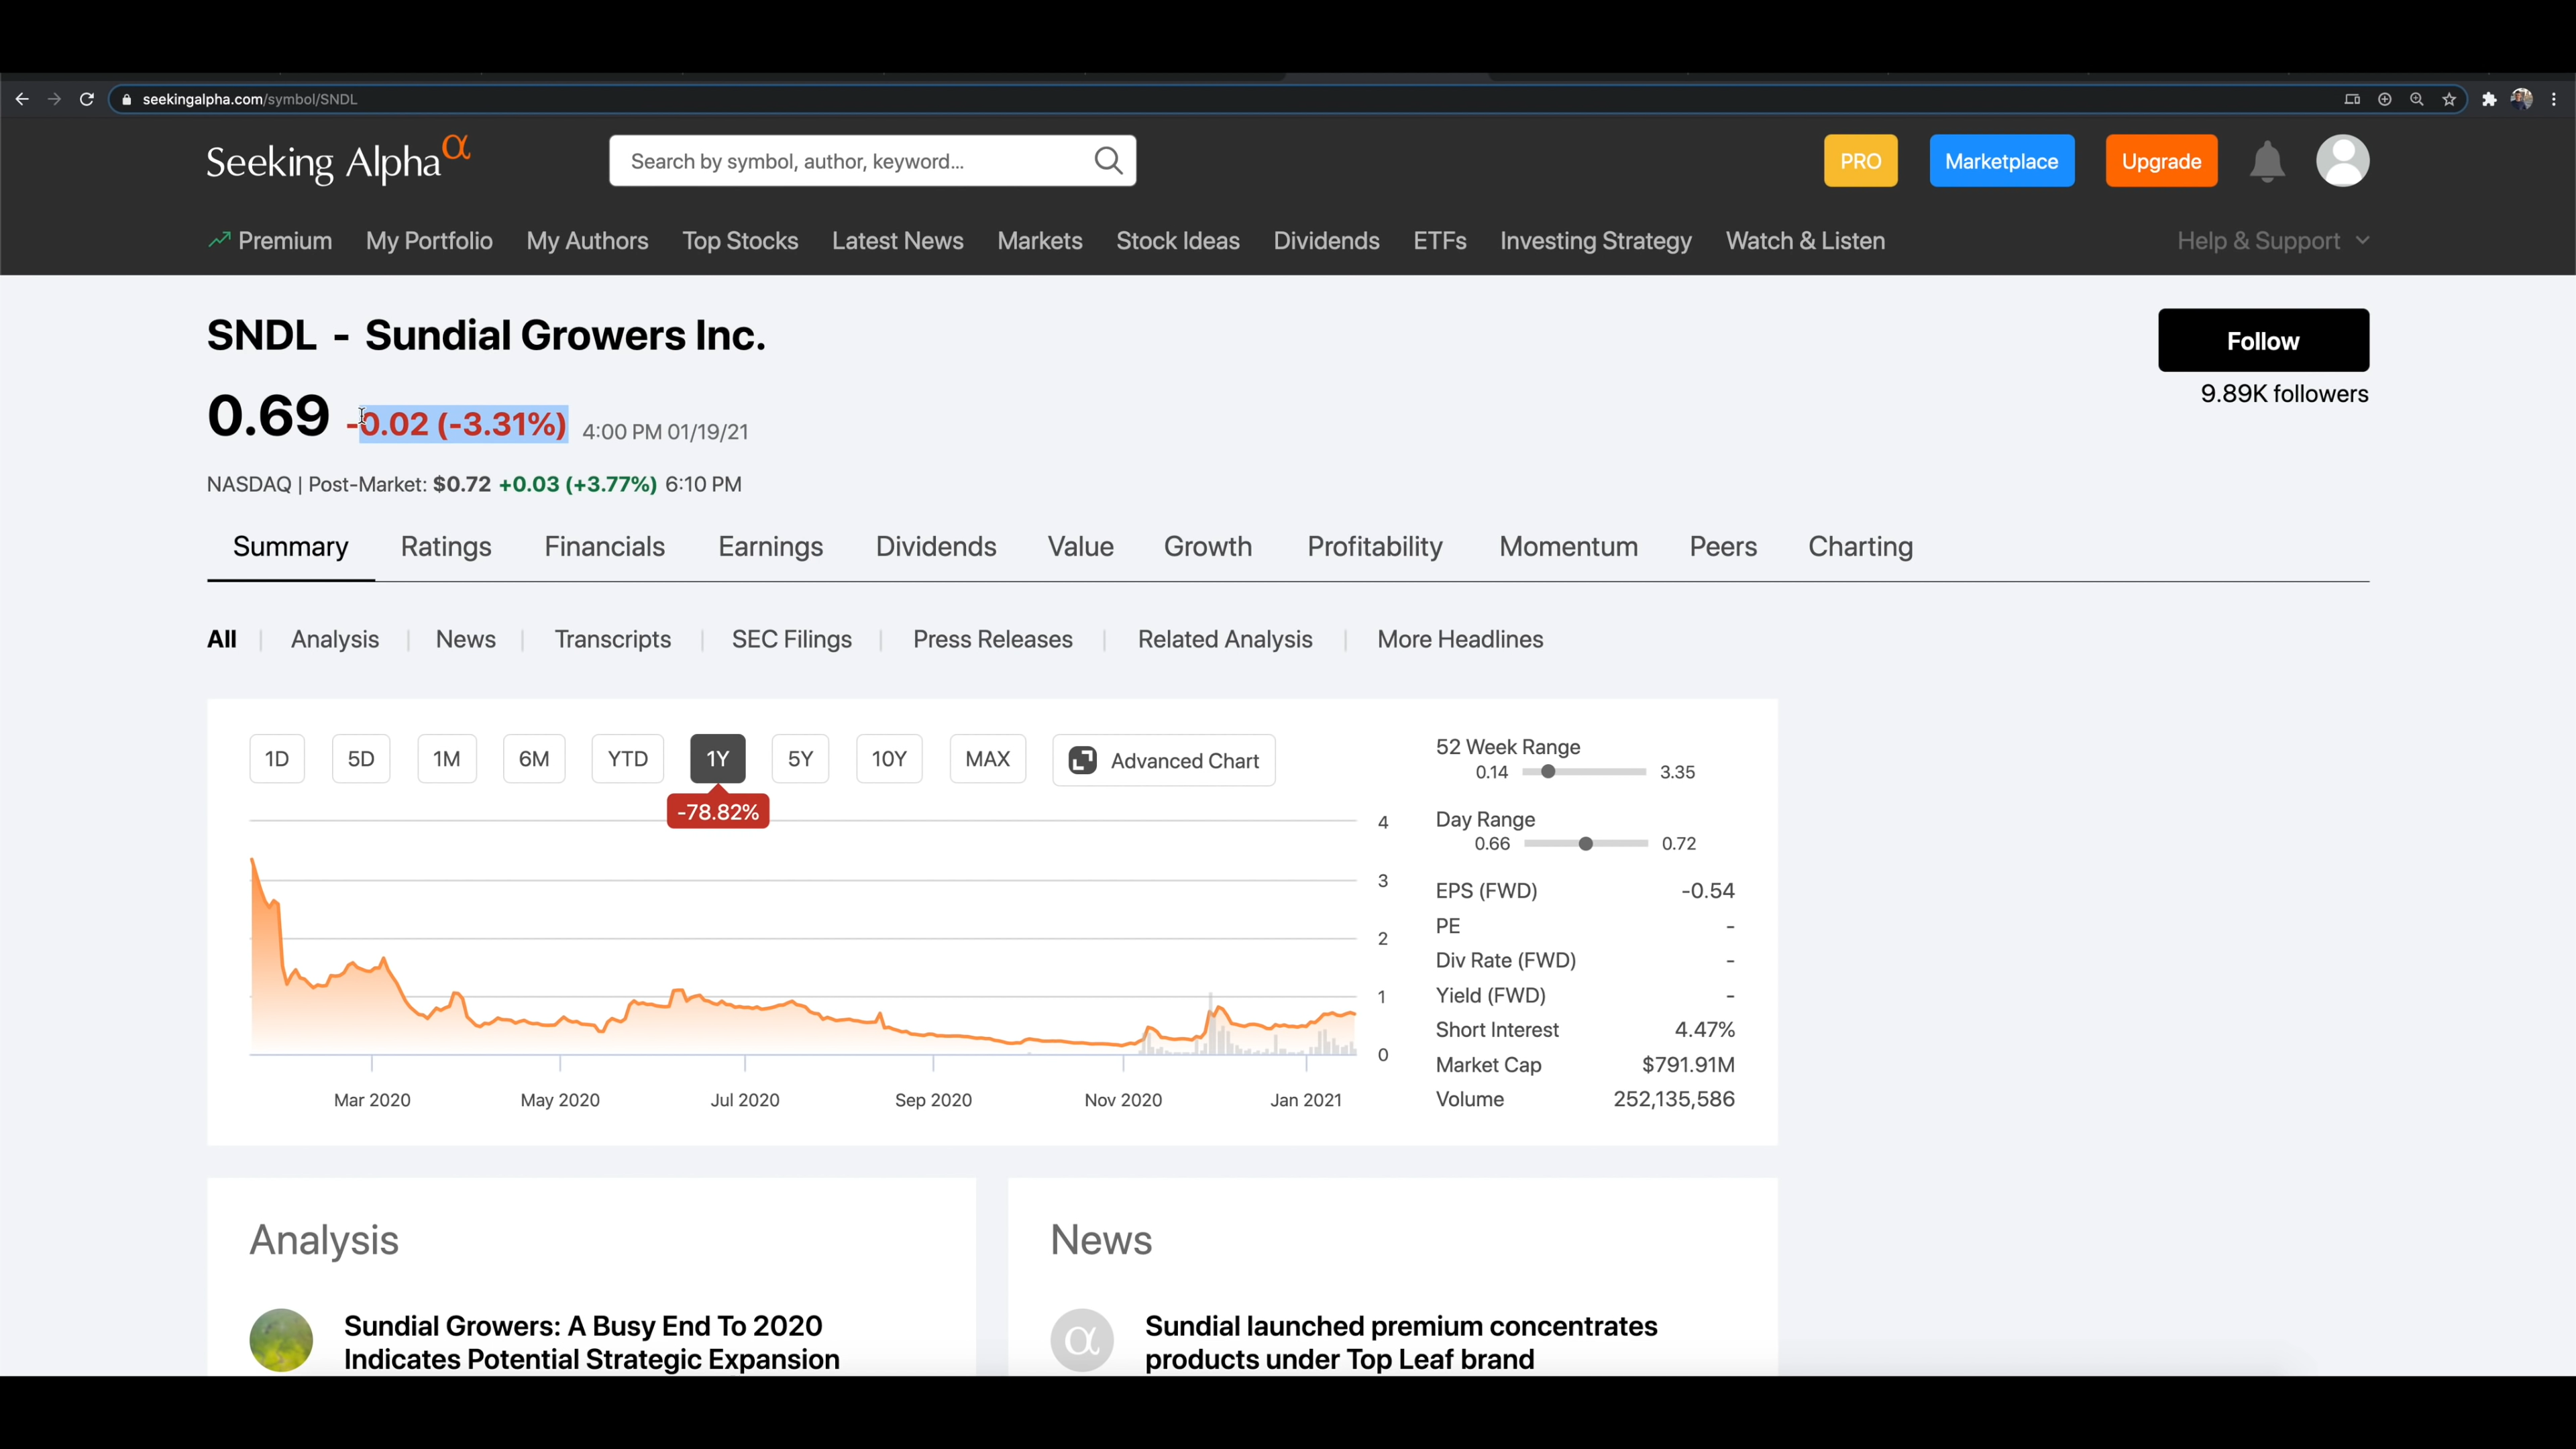 seekingalpha.com/symbol/SNDL
Seeking Alpha α
Search by symbol, author, keyword...
PRO
Marketplace
Upgrade
Premium My Portfolio My Authors Top Stocks Latest News Markets Stock Ideas Dividends ETFs Investing Strategy Watch & Listen Help & Support
SNDL - Sundial Growers Inc.
Follow
9.89K followers
0.69 -0.02 (-3.31%) 4:00 PM 01/19/21
NASDAQ | Post-Market: $0.72 +0.03 (+3.77%) 6:10 PM
Summary Ratings Financials Earnings Dividends Value Growth Profitability Momentum Peers Charting
All | Analysis | News | Transcripts | SEC Filings | Press Releases | Related Analysis | More Headlines
1D 5D 1M 6M YTD 1Y 5Y 10Y MAX Advanced Chart
-78.82%
4
3
2
1
0
Mar 2020 May 2020 Jul 2020 Sep 2020 Nov 2020 Jan 2021
52 Week Range
0.14 3.35
Day Range
0.66 0.72
EPS (FWD) -0.54
PE -
Div Rate (FWD) -
Yield (FWD) -
Short Interest 4.47%
Market Cap $791.91M
Volume 252,135,586
Analysis
Sundial Growers: A Busy End To 2020
Indicates Potential Strategic Expansion
News
α
Sundial launched premium concentrates
products under Top Leaf brand